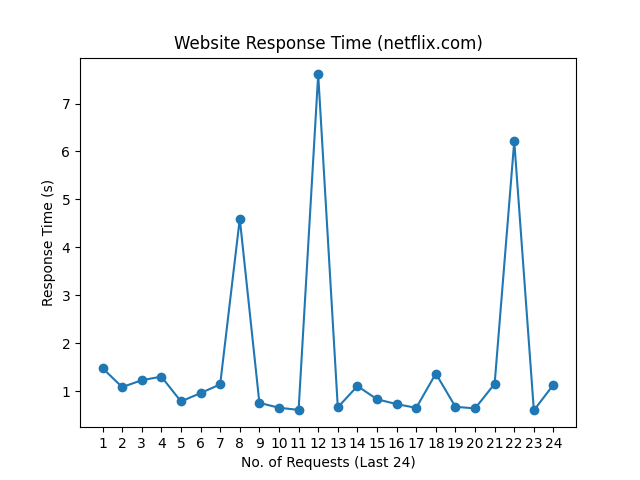 Website Response Time (netflix.com)
Response Time (s)
7
6
5
4
3
2
1
1 2 3 4 5 6 7 8 9 10 11 12 13 14 15 16 17 18 19 20 21 22 23 24
No. of Requests (Last 24)